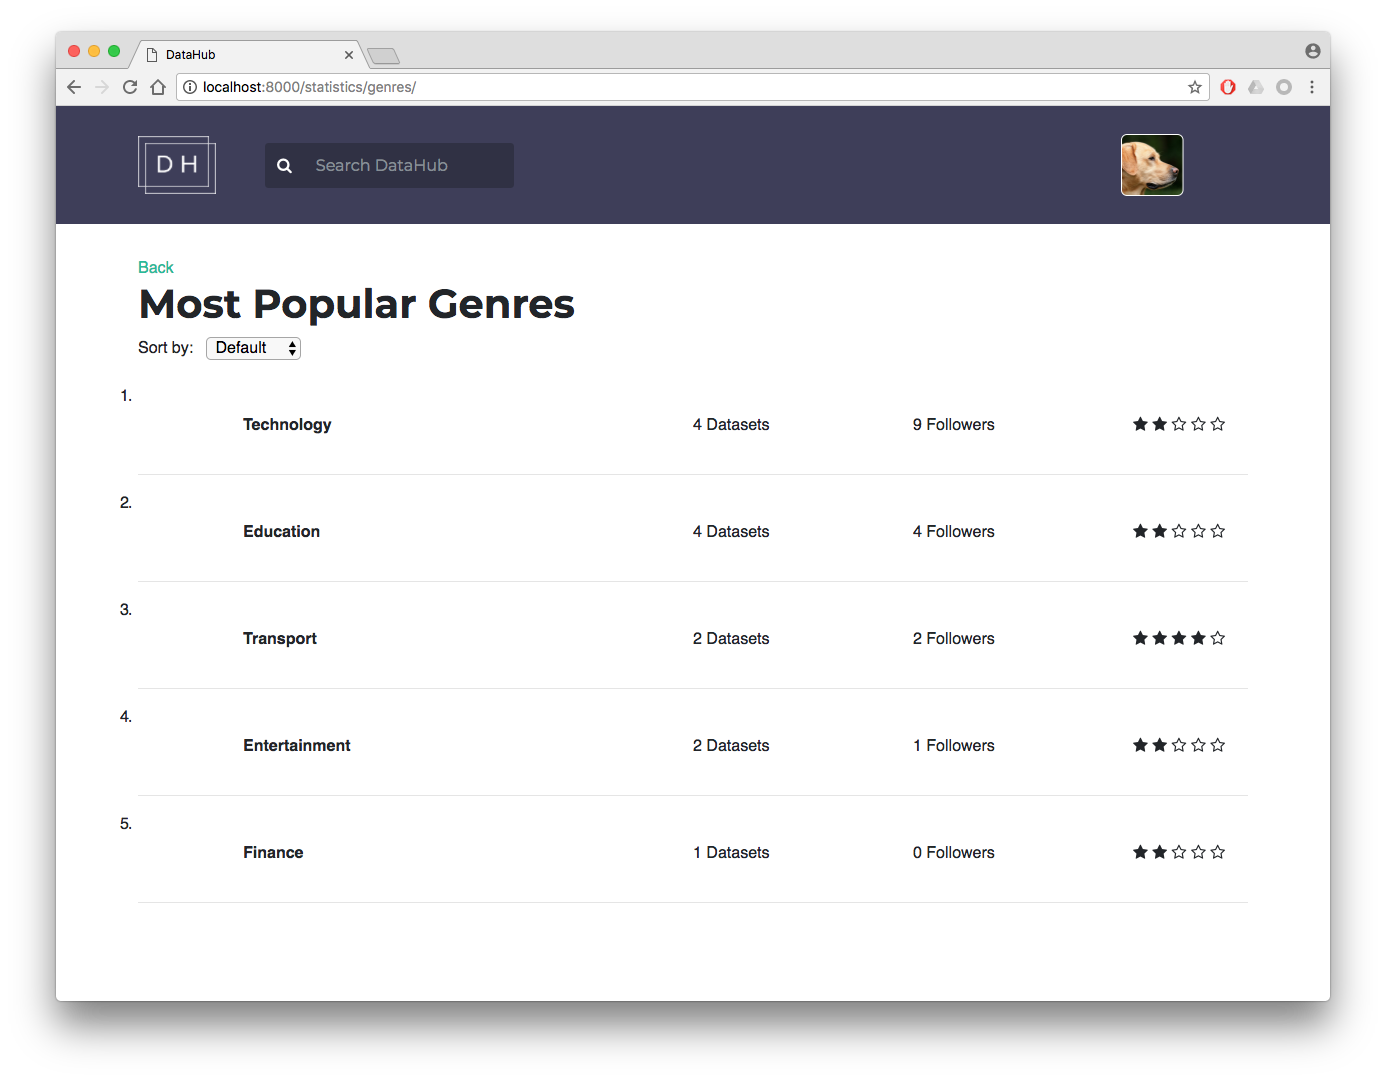 DataHub
localhost:8000/statistics/genres/
DH
Search DataHub
Back
Most Popular Genres
Sort by: Default
1.
Technology 4 Datasets 9 Followers
2.
Education 4 Datasets 4 Followers
3.
Transport 2 Datasets 2 Followers
4.
Entertainment 2 Datasets 1 Followers
5.
Finance 1 Datasets 0 Followers